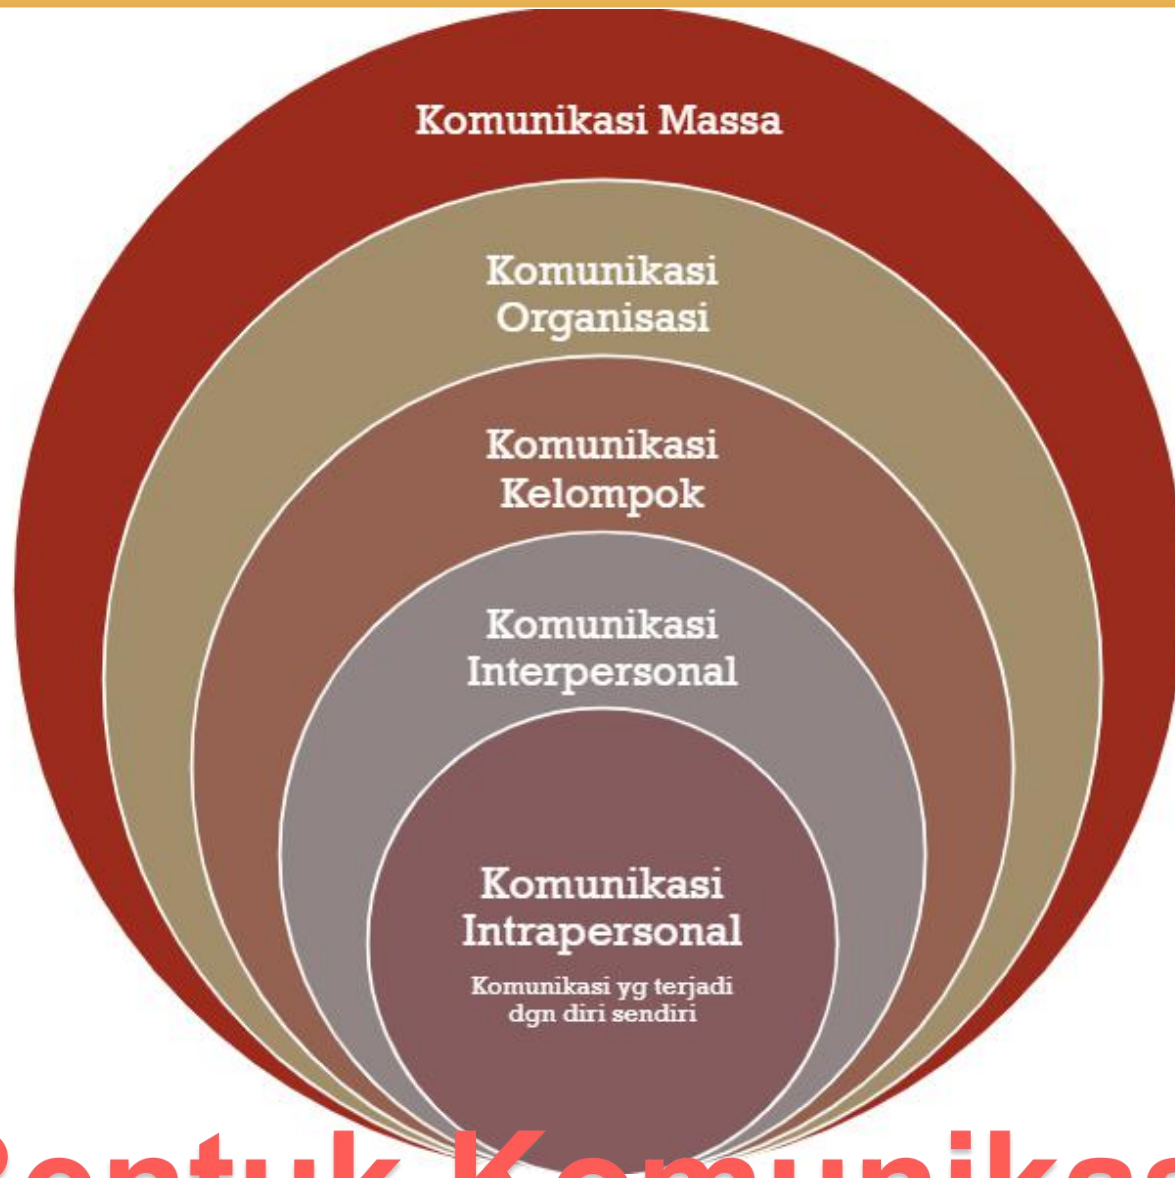 Komunikasi Massa
Komunikasi
Organisasi
Komunikasi
Kelompok
Komunikasi
Interpersonal
Komunikasi
Intrapersonal
Komunikasi yg terjadi
dgn diri sendiri